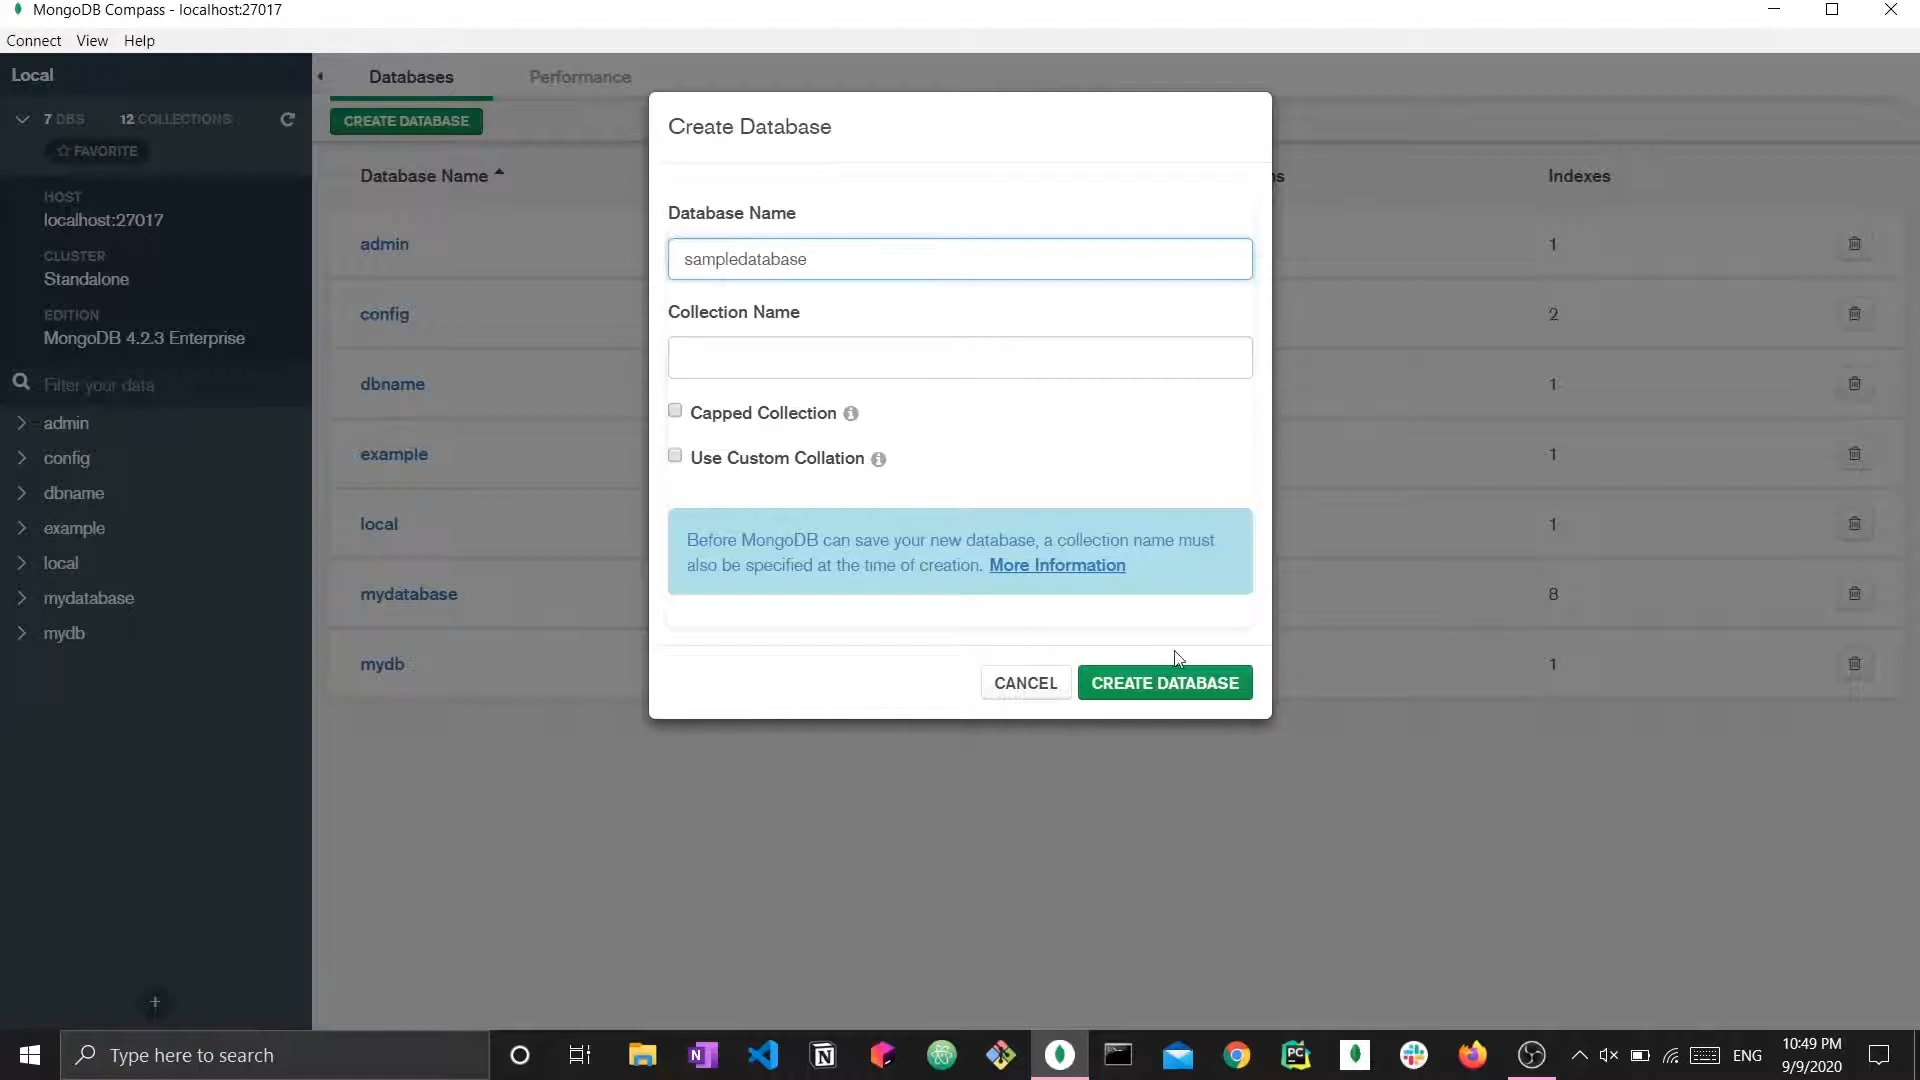 MongoDB Compass - localhost:27017
Connect View Help
Local
7 DBS 12 COLLECTIONS
FAVORITE
HOST
localhost:27017
CLUSTER
Standalone
EDITION
MongoDB 4.2.3 Enterprise
Filter your data
admin
config
dbname
example
local
mydatabase
mydb
+
Databases Performance
CREATE DATABASE
Database Name Indexes
admin 1
config 2
dbname 1
example 1
local 1
mydatabase 8
mydb 1
Create Database
Database Name
sampledatabase
Collection Name
Capped Collection
Use Custom Collation
Before MongoDB can save your new database, a collection name must
also be specified at the time of creation. More Information
CANCEL CREATE DATABASE
Type here to search
ENG
10:49 PM
9/9/2020